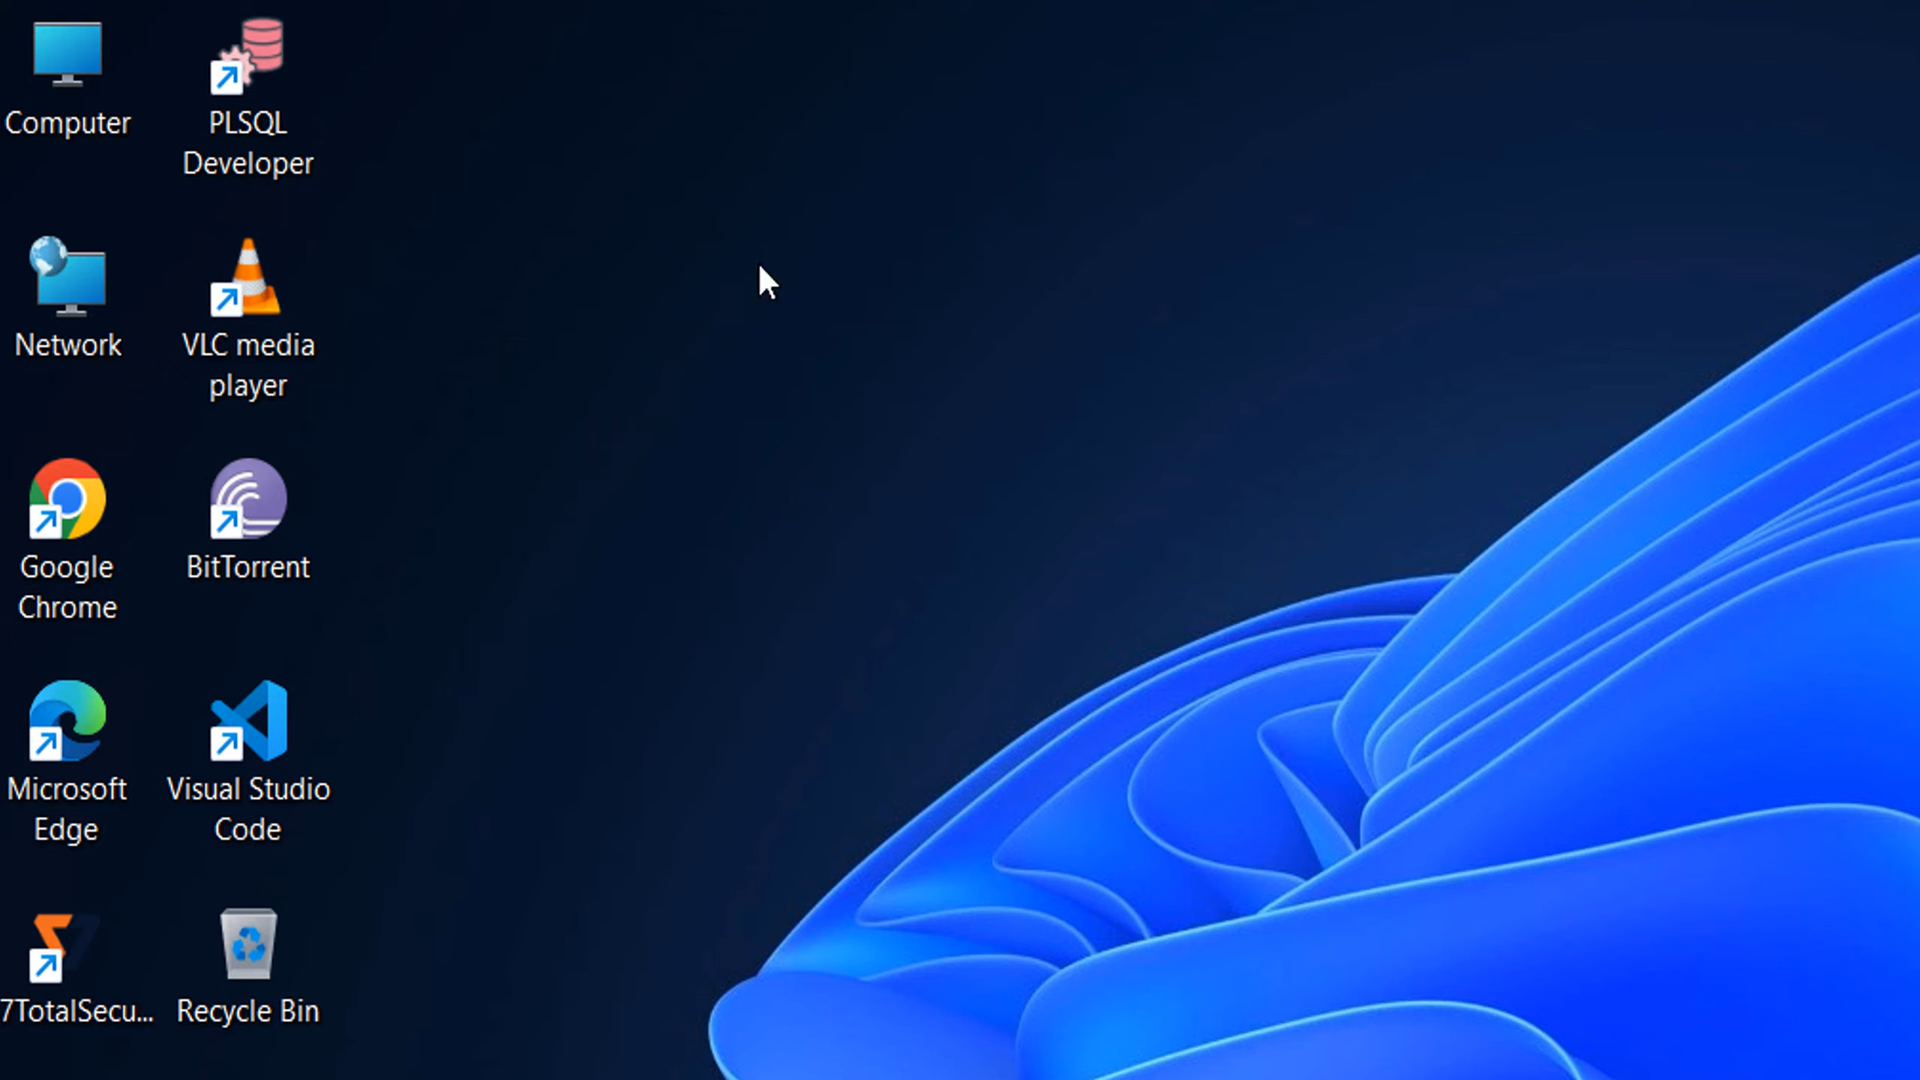 Computer
PLSQL
Developer
Network
VLC media
player
Google
Chrome
BitTorrent
Microsoft
Edge
Visual Studio
Code
7TotalSecu...
Recycle Bin